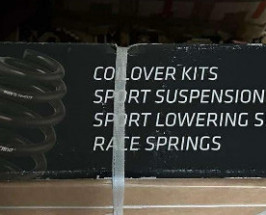 COILOVER KITS
SPORT SUSPENSION
SPORT LOWERING S
RACE SPRINGS